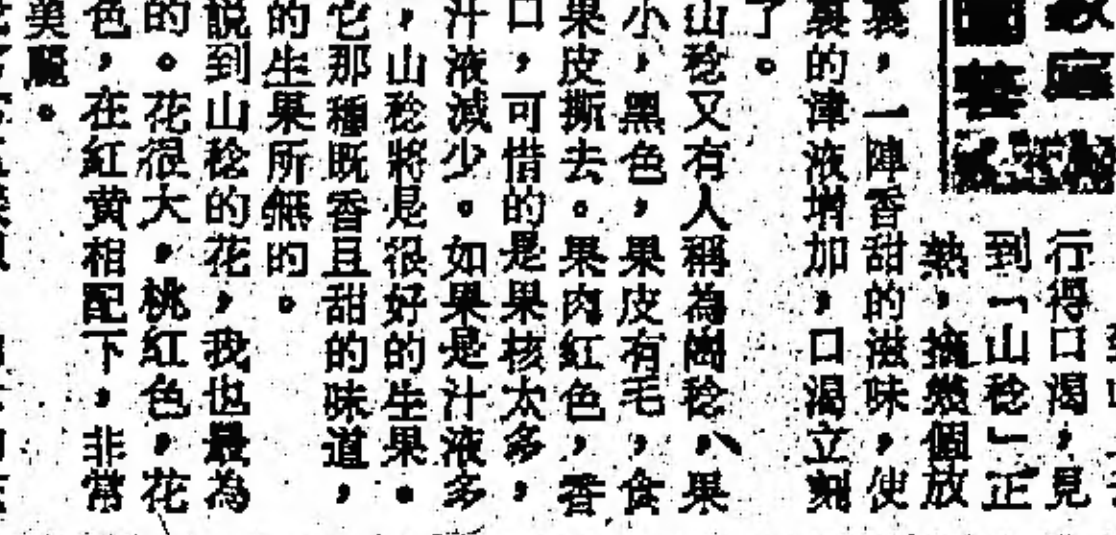 行得口渴，見
到「山稔」正
熟，摘幾個放
裏，一陣香甜的滋味，使
裏的津液增加，口渴立刻
了。
山稔又有人稱為崗稔，果
小，黑色，果皮有毛，食
果皮撕去。果肉紅色，香
口，可惜的是果核太多，
汁液減少。如果是汁液多
，山稔將是很好的生果。
它那種既香且甜的味道，
的生果所無的。
說到山稔的花，我也最為
的。花很大，桃紅色，花
色，在紅黄相配下，非常
美麗。